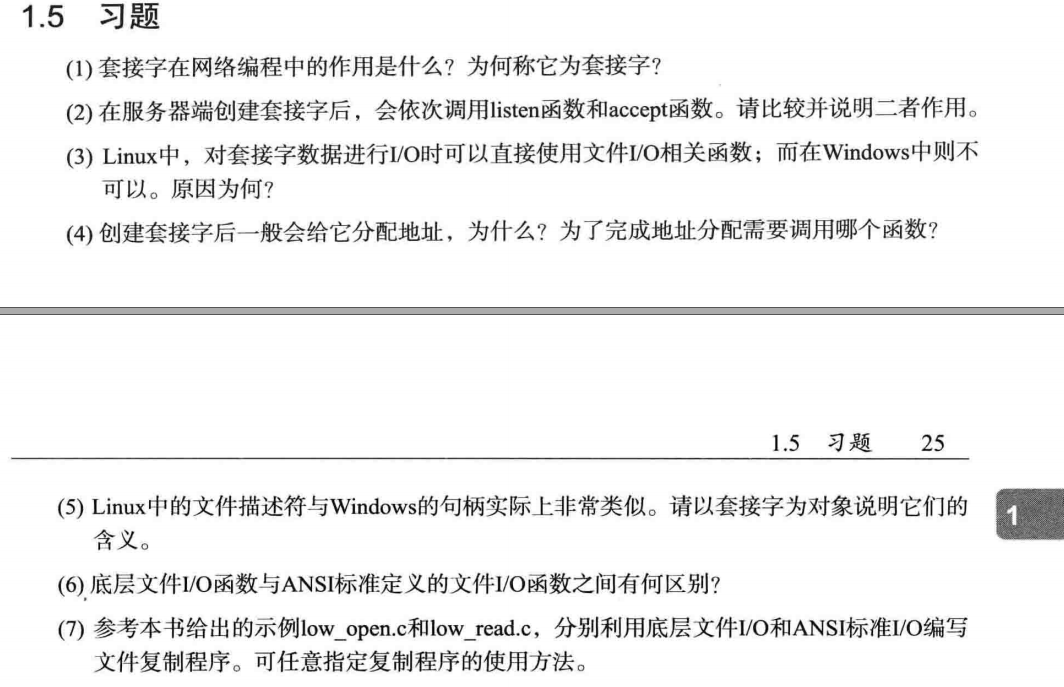 1.5 习题
(1) 套接字在网络编程中的作用是什么？为何称它为套接字？
(2) 在服务器端创建套接字后，会依次调用listen函数和accept函数。请比较并说明二者作用。
(3) Linux中，对套接字数据进行I/O时可以直接使用文件I/O相关函数；而在Windows中则不
可以。原因为何？
(4) 创建套接字后一般会给它分配地址，为什么？为了完成地址分配需要调用哪个函数？
1.5 习题 25
(5) Linux中的文件描述符与Windows的句柄实际上非常类似。请以套接字为对象说明它们的
含义。
1
(6) 底层文件I/O函数与ANSI标准定义的文件I/O函数之间有何区别？
(7) 参考本书给出的示例low_open.c和low_read.c，分别利用底层文件I/O和ANSI标准I/O编写
文件复制程序。可任意指定复制程序的使用方法。